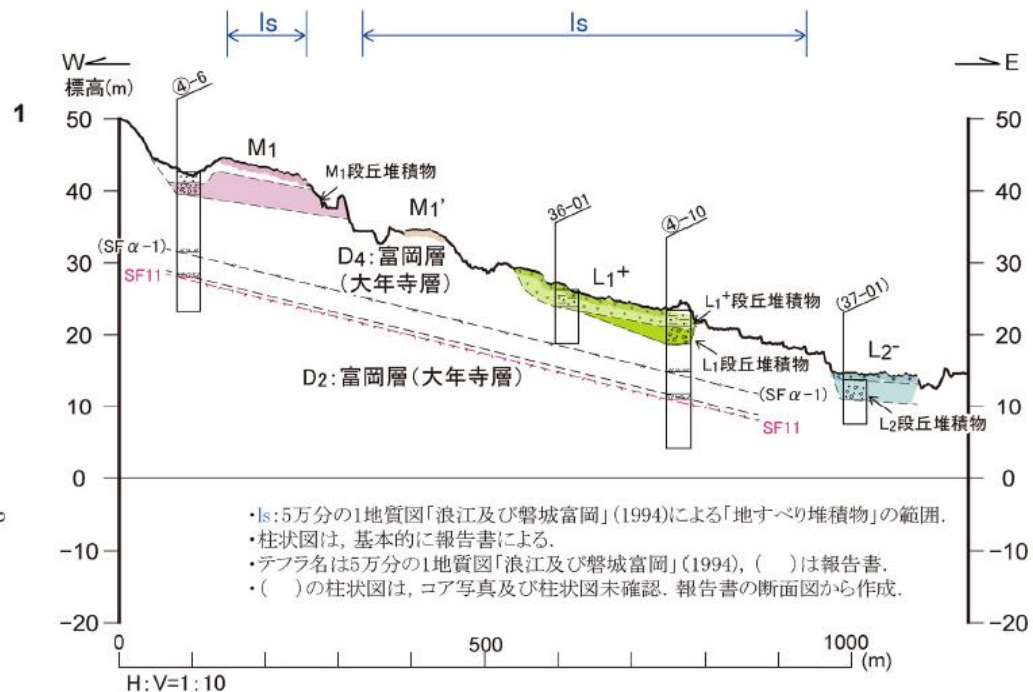 ls ls
W E
標高(m)
1
④-6
50 50
M1
M1段丘堆積物
40 40
M1'
36-01
④-10
(SFα-1)
D4:富岡層
(大年寺層)
30 30
SF11
L1+
L1+段丘堆積物
(37-01)
20 20
L1段丘堆積物
L2-
D2:富岡層(大年寺層)
(SFα-1)
10 10
L2段丘堆積物
SF11
0 0
・ls:5万分の1地質図「浪江及び磐城富岡」(1994)による「地すべり堆積物」の範囲.
・柱状図は, 基本的に報告書による.
-10 -10
・テフラ名は5万分の1地質図「浪江及び磐城富岡」(1994), ( )は報告書.
・( )の柱状図は, コア写真及び柱状図未確認. 報告書の断面図から作成.
-20 -20
0 500 1000
(m)
H:V=1:10